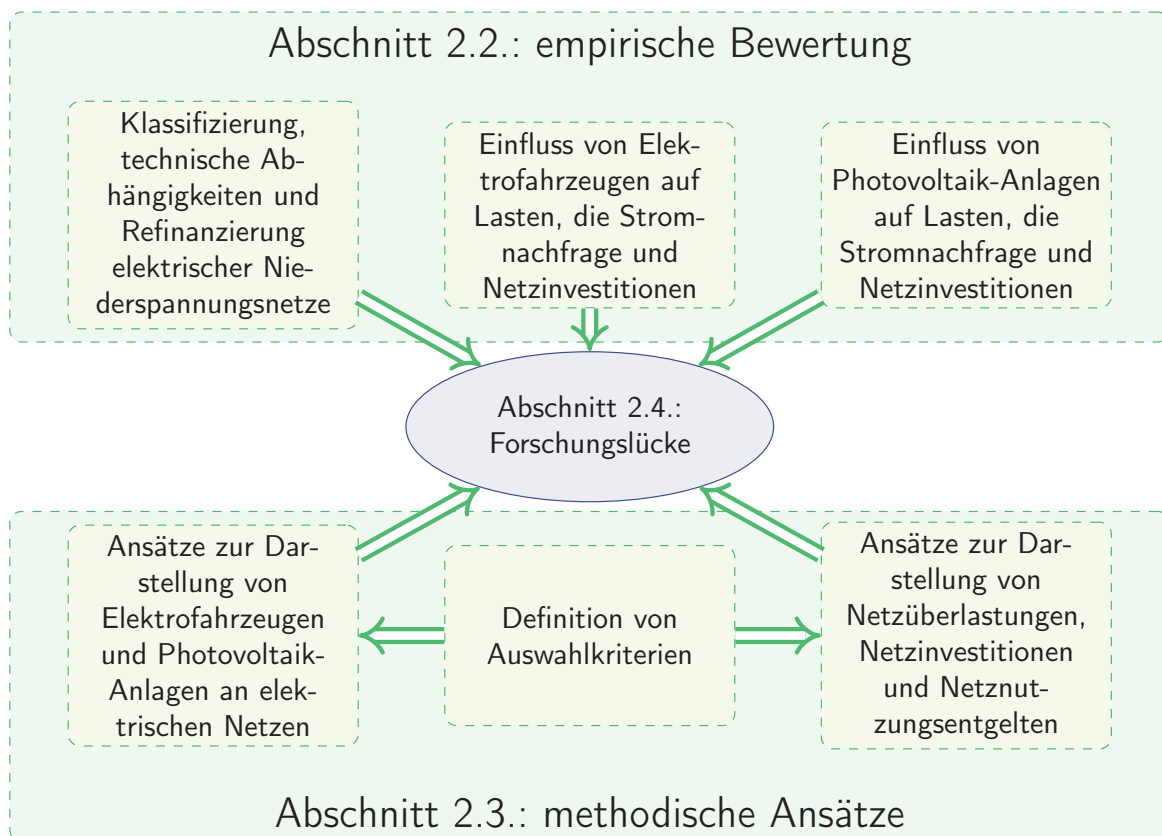 Abschnitt 2.2.: empirische Bewertung
Klassifizierung,
technische Ab-
hängigkeiten und
Refinanzierung
elektrischer Nie-
derspannungsnetze
Einfluss von Elek-
trofahrzeugen auf
Lasten, die Strom-
nachfrage und
Netzinvestitionen
Einfluss von
Photovoltaik-Anlagen
auf Lasten, die
Stromnachfrage und
Netzinvestitionen
Abschnitt 2.4.:
Forschungslücke
Ansätze zur Dar-
stellung von
Elektrofahrzeugen
und Photovoltaik-
Anlagen an elek-
trischen Netzen
Definition von
Auswahlkriterien
Ansätze zur Dar-
stellung von
Netzüberlastungen,
Netzinvestitionen
und Netznut-
zungsentgelten
Abschnitt 2.3.: methodische Ansätze